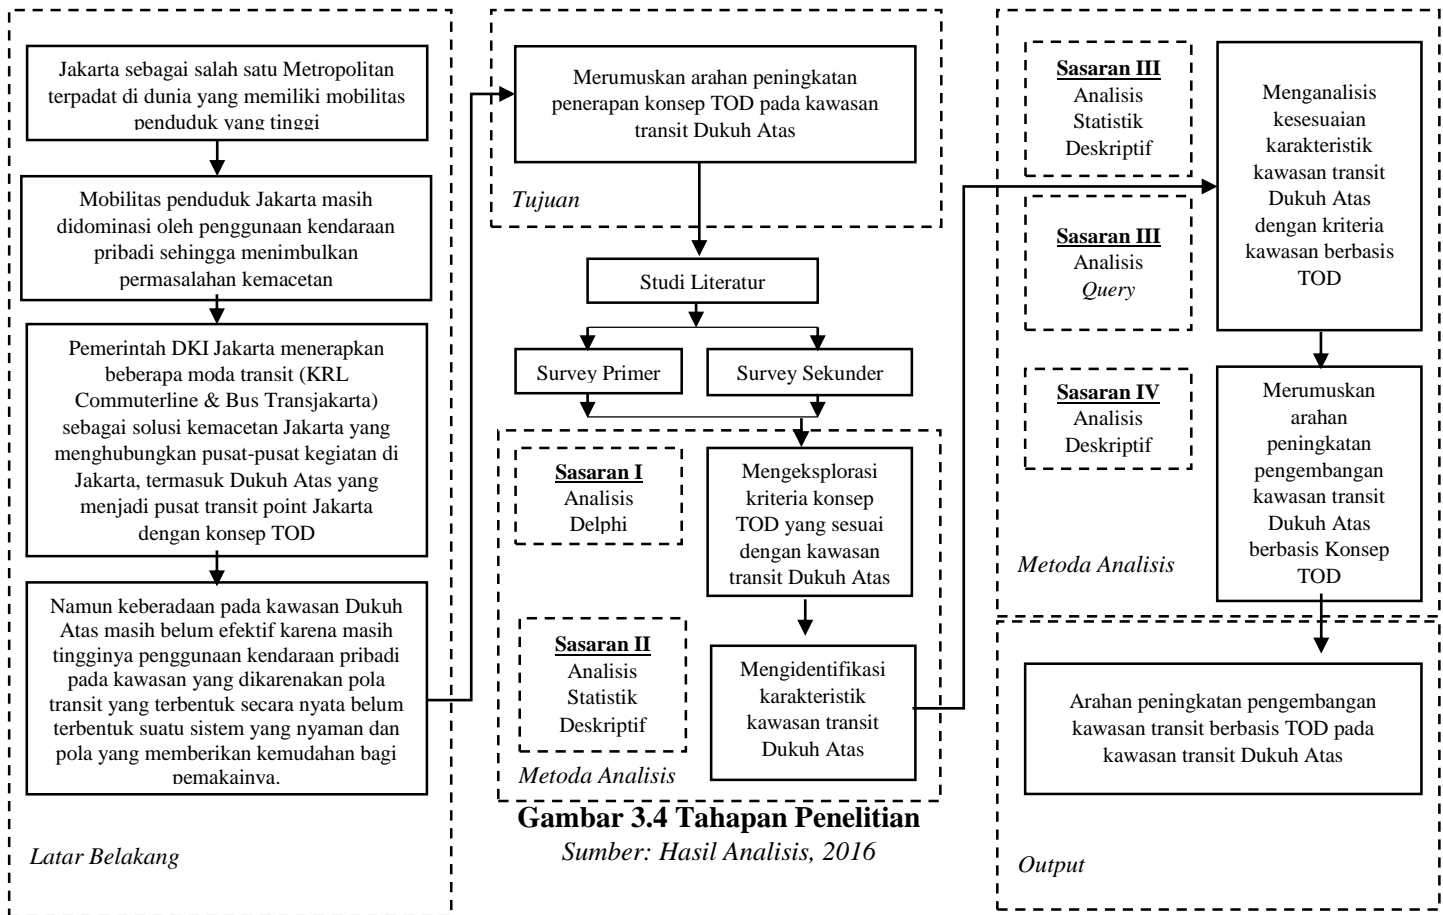 Jakarta sebagai salah satu Metropolitan
terpadat di dunia yang memiliki mobilitas
penduduk yang tinggi
Mobilitas penduduk Jakarta masih
didominasi oleh penggunaan kendaraan
pribadi sehingga menimbulkan
permasalahan kemacetan
Pemerintah DKI Jakarta menerapkan
beberapa moda transit (KRL
Commuterline & Bus Transjakarta)
sebagai solusi kemacetan Jakarta yang
menghubungkan pusat-pusat kegiatan di
Jakarta, termasuk Dukuh Atas yang
menjadi pusat transit point Jakarta
dengan konsep TOD
Namun keberadaan pada kawasan Dukuh
Atas masih belum efektif karena masih
tingginya penggunaan kendaraan pribadi
pada kawasan yang dikarenakan pola
transit yang terbentuk secara nyata belum
terbentuk suatu sistem yang nyaman dan
pola yang memberikan kemudahan bagi
pemakainya.
Latar Belakang
Merumuskan arahan peningkatan
penerapan konsep TOD pada kawasan
transit Dukuh Atas
Tujuan
Studi Literatur
Survey Primer
Survey Sekunder
Sasaran I
Analisis
Delphi
Mengeksplorasi
kriteria konsep
TOD yang sesuai
dengan kawasan
transit Dukuh Atas
Sasaran II
Analisis
Statistik
Deskriptif
Mengidentifikasi
karakteristik
kawasan transit
Dukuh Atas
Metoda Analisis
Sasaran III
Analisis
Statistik
Deskriptif
Menganalisis
kesesuaian
karakteristik
kawasan transit
Dukuh Atas
dengan kriteria
kawasan berbasis
TOD
Sasaran III
Analisis
Query
Sasaran IV
Analisis
Deskriptif
Merumuskan
arahan
peningkatan
pengembangan
kawasan transit
Dukuh Atas
berbasis Konsep
TOD
Metoda Analisis
Arahan peningkatan pengembangan
kawasan transit berbasis TOD pada
kawasan transit Dukuh Atas
Output
Gambar 3.4 Tahapan Penelitian
Sumber: Hasil Analisis, 2016